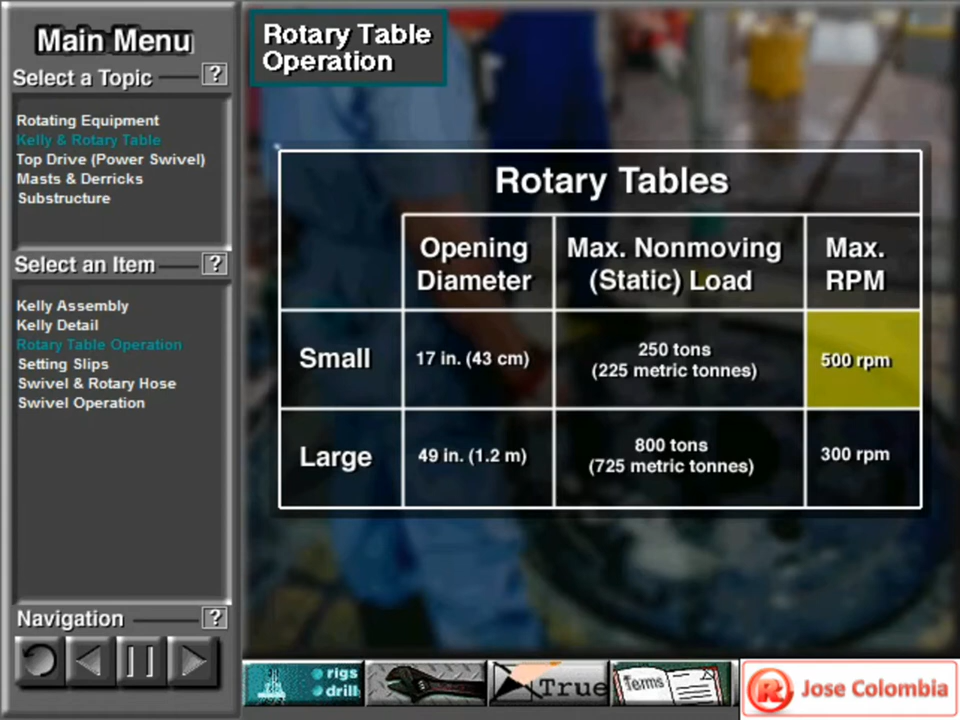 Main Menu
Select a Topic ?
Rotating Equipment
Kelly & Rotary Table
Top Drive (Power Swivel)
Masts & Derricks
Substructure
Select an Item ?
Kelly Assembly
Kelly Detail
Rotary Table Operation
Setting Slips
Swivel & Rotary Hose
Swivel Operation
Navigation ?
Rotary Table
Operation
Rotary Tables
Opening
Diameter
Max. Nonmoving
(Static) Load
Max.
RPM
Small
17 in. (43 cm)
250 tons
(225 metric tonnes)
500 rpm
Large
49 in. (1.2 m)
800 tons
(725 metric tonnes)
300 rpm
rigs
drill
True
Terms
R Jose Colombia